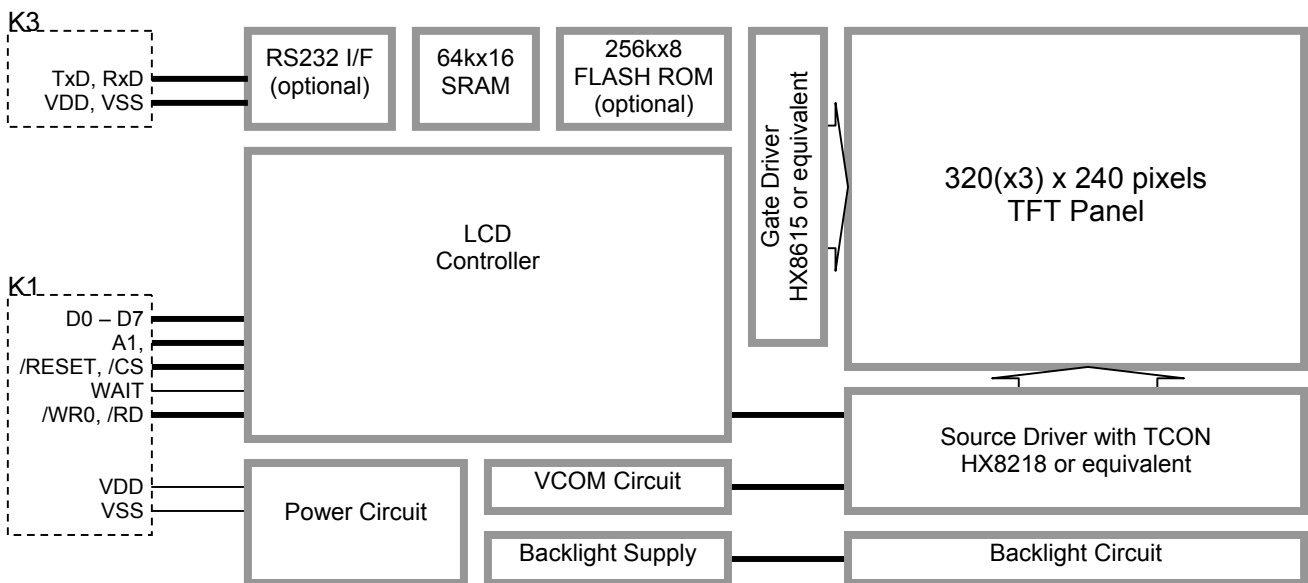 K3
TxD, RxD
VDD, VSS
RS232 I/F
(optional)
64kx16
SRAM
256kx8
FLASH ROM
(optional)
Gate Driver
HX8615 or equivalent
320(x3) x 240 pixels
TFT Panel
LCD
Controller
K1
D0 – D7
A1,
/RESET, /CS
WAIT
/WR0, /RD
VDD
VSS
Power Circuit
VCOM Circuit
Backlight Supply
Source Driver with TCON
HX8218 or equivalent
Backlight Circuit